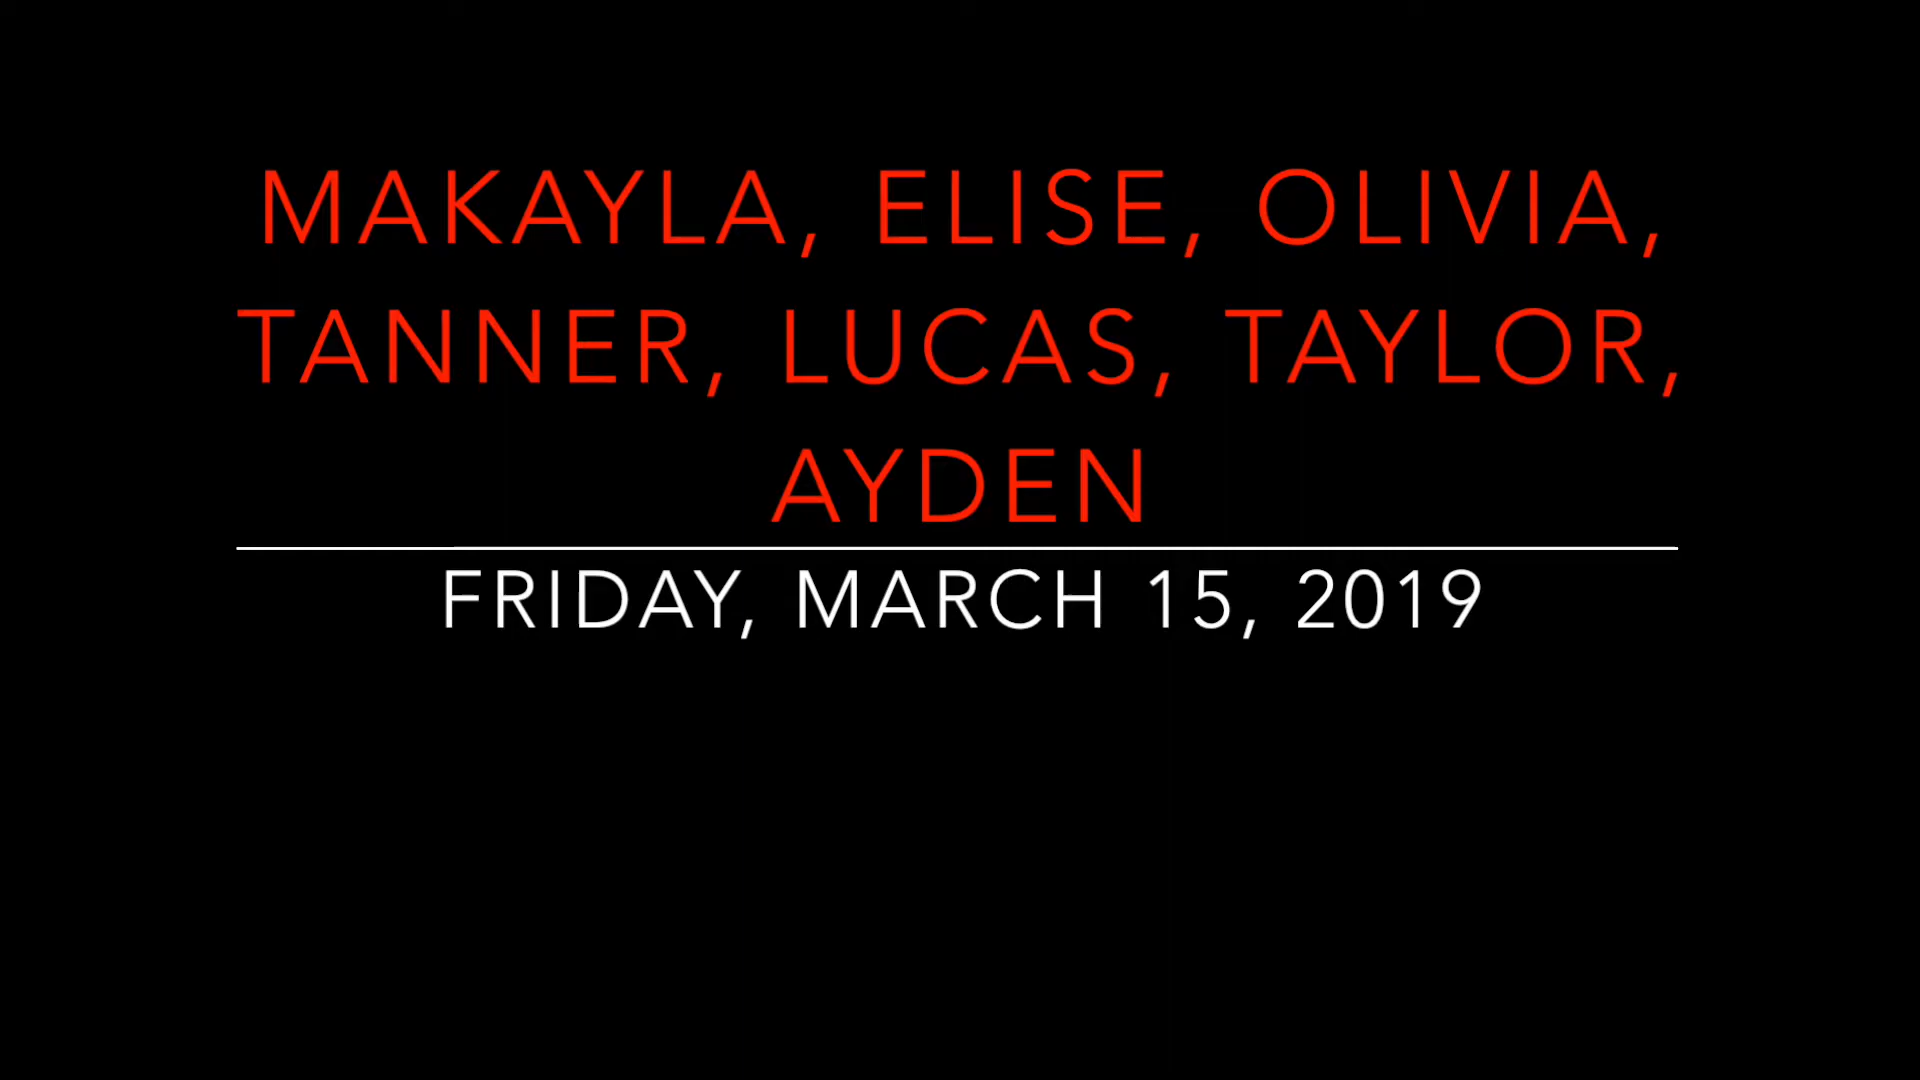 MAKAYLA, ELISE, OLIVIA,
TANNER, LUCAS, TAYLOR,
AYDEN
FRIDAY, MARCH 15, 2019